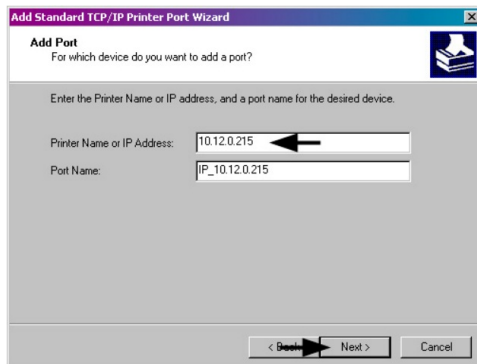 Add Standard TCP/IP Printer Port Wizard
Add Port
For which device do you want to add a port?
Enter the Printer Name or IP address, and a port name for the desired device.
Printer Name or IP Address: 10.12.0.215
Port Name: IP_10.12.0.215
< Back Next > Cancel